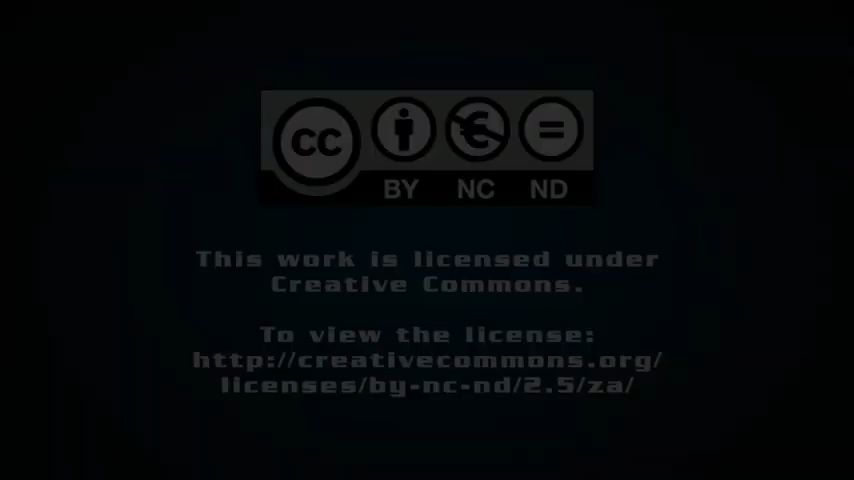 CC
BY NC ND
This work is licensed under
Creative Commons.
To view the license:
http://creativecommons.org/
licenses/by-nc-nd/2.5/za/